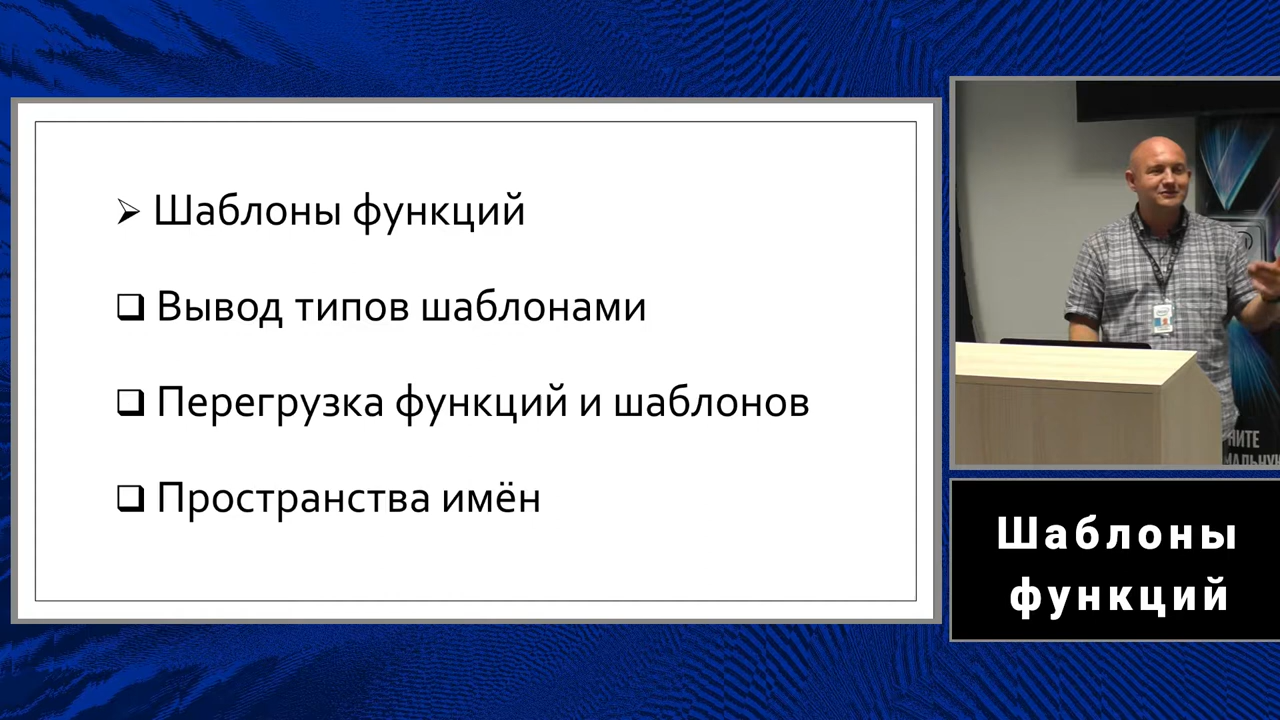 Шаблоны функций
Вывод типов шаблонами
Перегрузка функций и шаблонов
Пространства имён
Шаблоны
функций